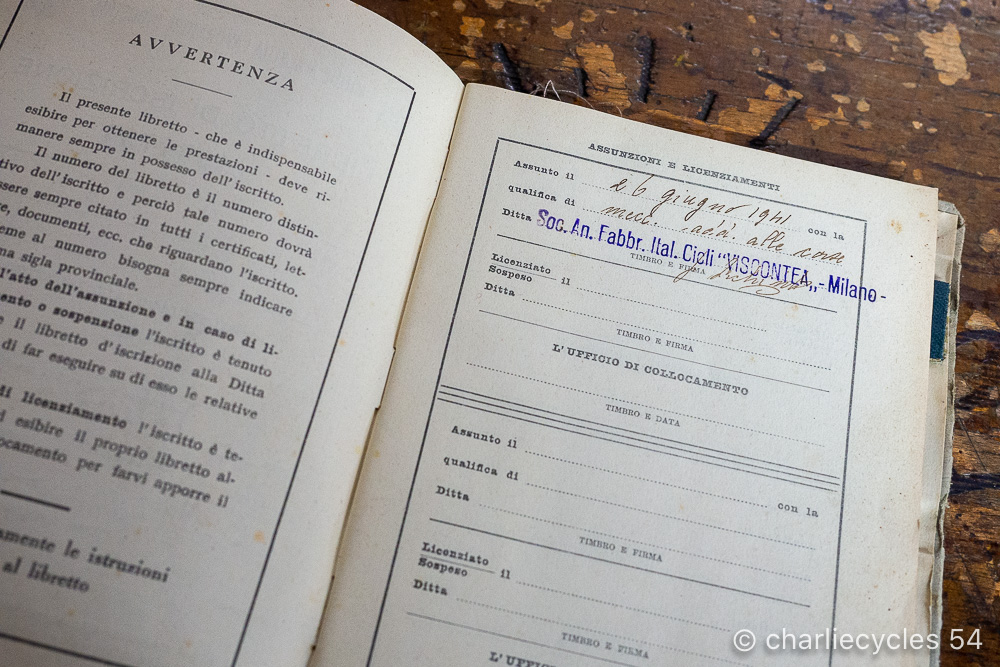 AVVERTENZA
Il presente libretto - che è indispensabile
esibire per ottenere le prestazioni - deve ri-
manere sempre in possesso dell'iscritto.
Il numero del libretto è il numero distin-
tivo dell'iscritto e perciò tale numero dovrà
essere sempre citato in tutti i certificati, let-
documenti, ecc. che riguardano l'iscritto.
eme al numero bisogna sempre indicare
ma sigla provinciale.
l'atto dell'assunzione e in caso di li-
mento o sospensione l'iscritto è tenuto
e il libretto d'iscrizione alla Ditta
di far eseguire su di esso le relative
di licenziamento l'iscritto è te-
i esibire il proprio libretto al-
ocamento per farvi apporre il
amente le istruzioni
al libretto
ASSUNZIONI E LICENZIAMENTI
Assunto il 26 giugno 1941 con la
qualifica di mecc. alle corse
Ditta Soc. An. Fabbr. Ital. Cicli "VISCONTEA„ - Milano -
TIMBRO E FIRMA
Licenziato
Sospeso il
Ditta
TIMBRO E FIRMA
L'UFFICIO DI COLLOCAMENTO
TIMBRO E DATA
Assunto il
qualifica di con la
Ditta
TIMBRO E FIRMA
Licenziato
Sospeso il
Ditta
TIMBRO E FIRMA
L'UFFIC
© charliecycles 54